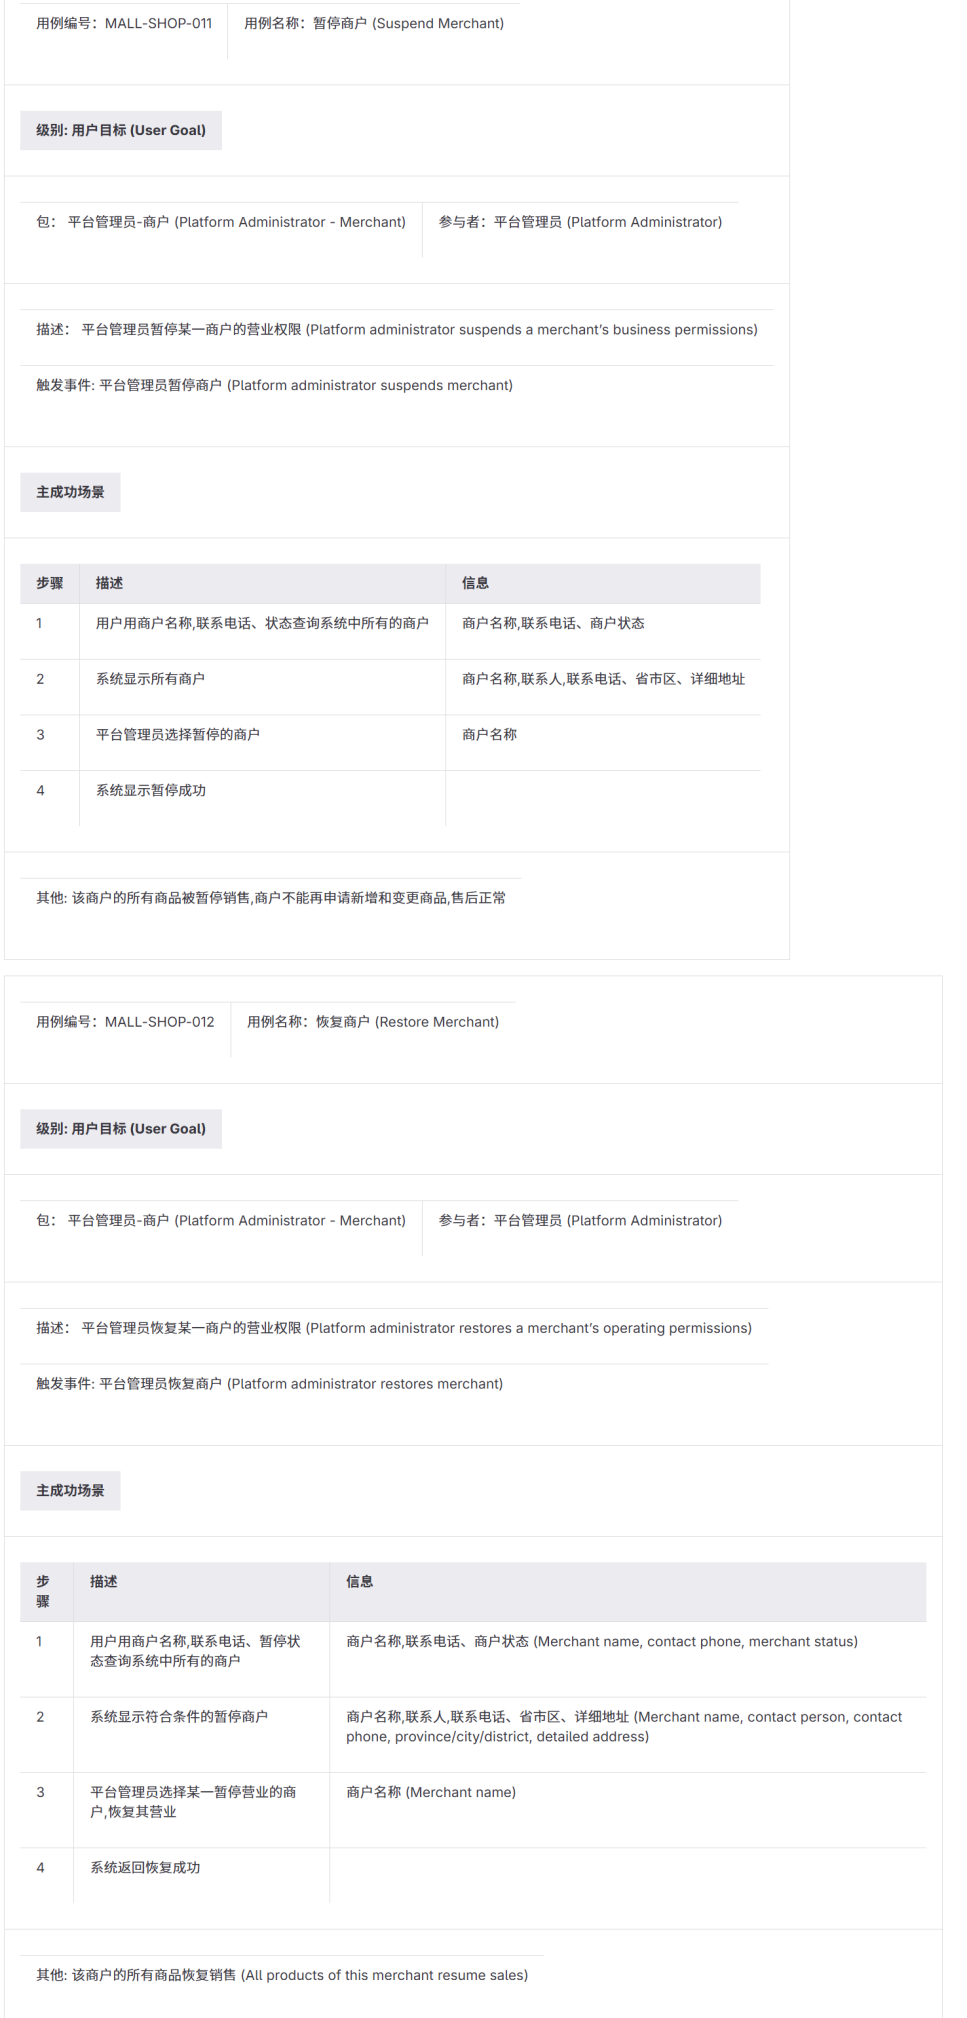 用例编号：MALL-SHOP-011
用例名称：暂停商户 (Suspend Merchant)
级别: 用户目标 (User Goal)
包： 平台管理员-商户 (Platform Administrator - Merchant)
参与者：平台管理员 (Platform Administrator)
描述： 平台管理员暂停某一商户的营业权限 (Platform administrator suspends a merchant’s business permissions)
触发事件: 平台管理员暂停商户 (Platform administrator suspends merchant)
主成功场景
步骤 描述 信息
1 用户用商户名称,联系电话、状态查询系统中所有的商户 商户名称,联系电话、商户状态
2 系统显示所有商户 商户名称,联系人,联系电话、省市区、详细地址
3 平台管理员选择暂停的商户 商户名称
4 系统显示暂停成功
其他: 该商户的所有商品被暂停销售,商户不能再申请新增和变更商品,售后正常
用例编号：MALL-SHOP-012
用例名称：恢复商户 (Restore Merchant)
级别: 用户目标 (User Goal)
包： 平台管理员-商户 (Platform Administrator - Merchant)
参与者：平台管理员 (Platform Administrator)
描述： 平台管理员恢复某一商户的营业权限 (Platform administrator restores a merchant’s operating permissions)
触发事件: 平台管理员恢复商户 (Platform administrator restores merchant)
主成功场景
步
骤
描述
信息
1
用户用商户名称,联系电话、暂停状
态查询系统中所有的商户
商户名称,联系电话、商户状态 (Merchant name, contact phone, merchant status)
2
系统显示符合条件的暂停商户
商户名称,联系人,联系电话、省市区、详细地址 (Merchant name, contact person, contact
phone, province/city/district, detailed address)
3
平台管理员选择某一暂停营业的商
户,恢复其营业
商户名称 (Merchant name)
4
系统返回恢复成功
其他: 该商户的所有商品恢复销售 (All products of this merchant resume sales)